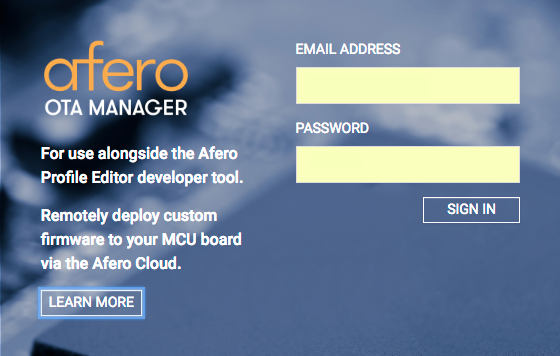 afero
OTA MANAGER
For use alongside the Afero
Profile Editor developer tool.
Remotely deploy custom
firmware to your MCU board
via the Afero Cloud.
LEARN MORE
EMAIL ADDRESS
PASSWORD
SIGN IN